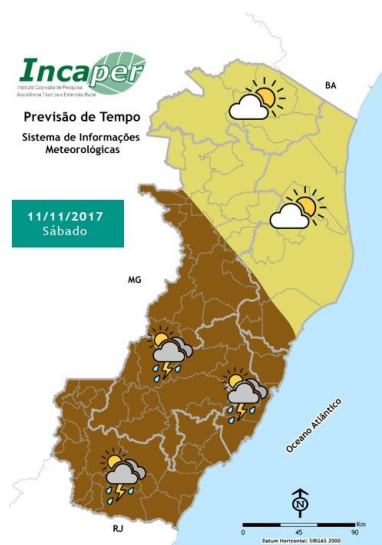 Incaper
Instituto Capixaba de Pesquisa,
Assistência Técnica e Extensão Rural
Previsão de Tempo
Sistema de Informações
Meteorológicas
11/11/2017
Sábado
BA
MG
Oceano Atlântico
RJ
N
Km
0 45 90
Datum Horizontal: SIRGAS 2000